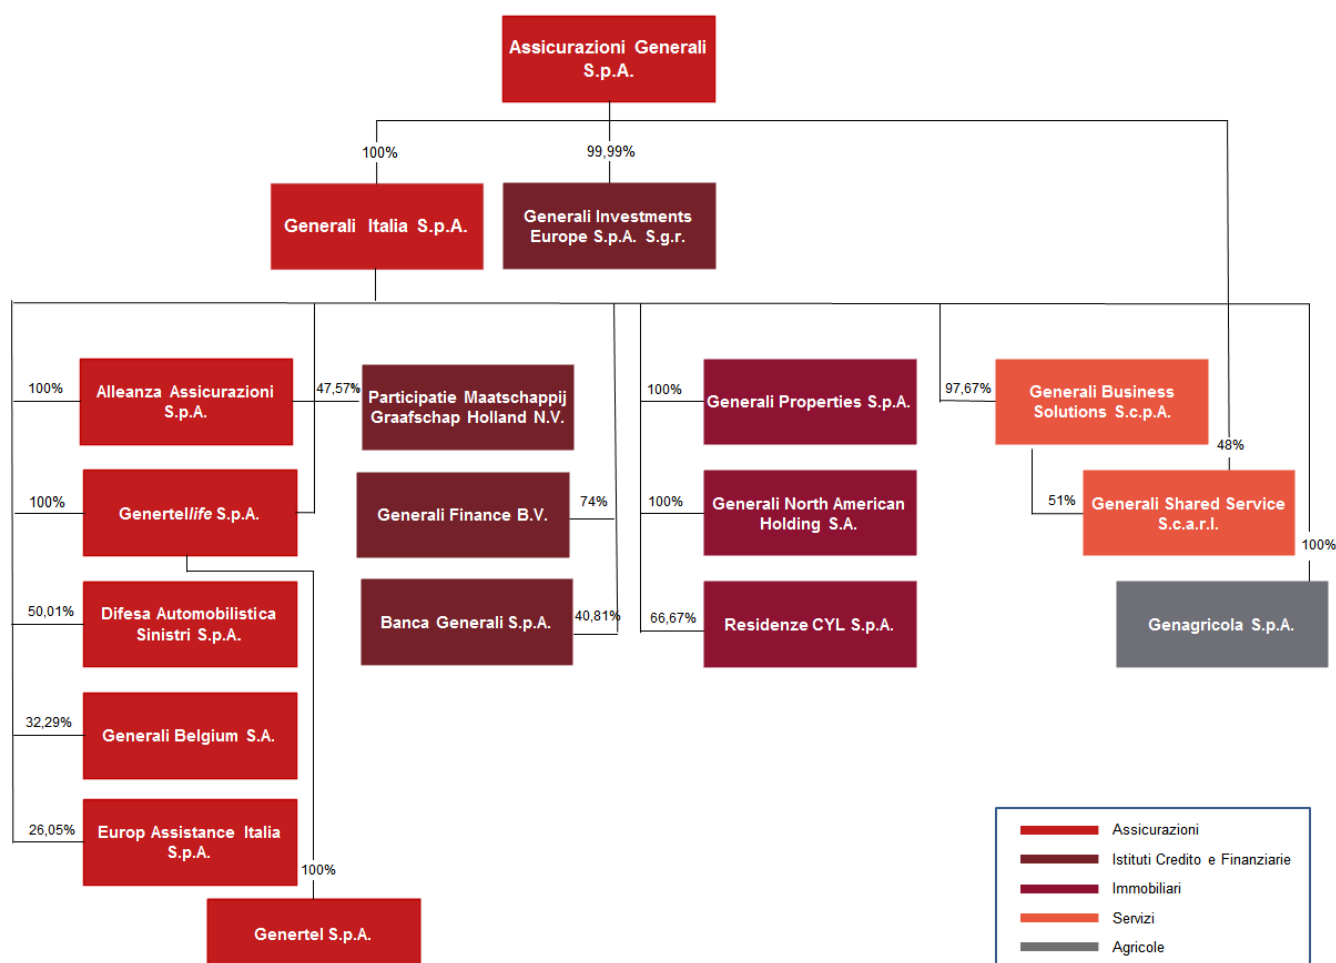 Assicurazioni Generali
S.p.A.
100%
99,99%
Generali Italia S.p.A.
Generali Investments
Europe S.p.A. S.g.r.
100%
Alleanza Assicurazioni
S.p.A.
47,57%
Participatie Maatschappij
Graafschap Holland N.V.
100%
Generali Properties S.p.A.
97,67%
Generali Business
Solutions S.c.p.A.
48%
100%
Genertellife S.p.A.
Generali Finance B.V.
74%
100%
Generali North American
Holding S.A.
51%
Generali Shared Service
S.c.a.r.l.
100%
50,01%
Difesa Automobilistica
Sinistri S.p.A.
Banca Generali S.p.A.
40,81%
66,67%
Residenze CYL S.p.A.
Genagricola S.p.A.
32,29%
Generali Belgium S.A.
26,05%
Europ Assistance Italia
S.p.A.
100%
Genertel S.p.A.
Assicurazioni
Istituti Credito e Finanziarie
Immobiliari
Servizi
Agricole